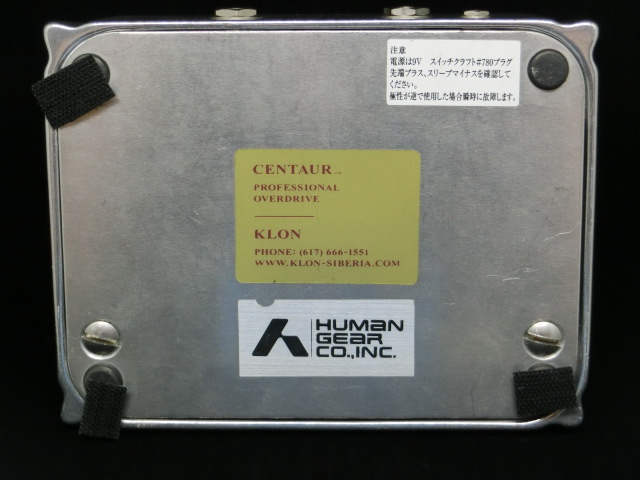 注意
電源は9V スイッチクラフト#780プラグ
先端プラス、スリーブマイナスを確認して
ください。
極性が逆で使用した場合瞬時に故障します。
CENTAUR TM
PROFESSIONAL
OVERDRIVE
KLON
PHONE: (617) 666-1551
WWW.KLON-SIBERIA.COM
HUMAN
GEAR
CO.,INC.